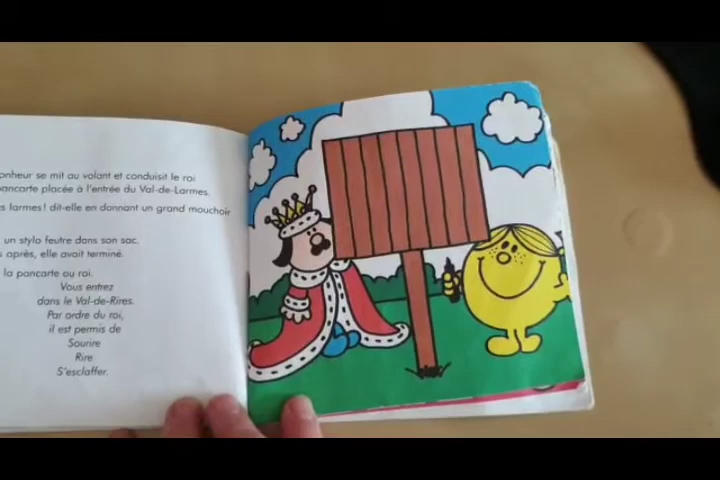 onheur se mit au volant et conduisit le roi
pancarte placée à l'entrée du Val-de-Larmes.
s larmes! dit-elle en donnant un grand mouchoir
un stylo feutre dans son sac.
s après, elle avait terminé.
la pancarte au roi.
Vous entrez
dans le Val-de-Rires.
Par ordre du roi,
il est permis de
Sourire
Rire
S'esclaffer.